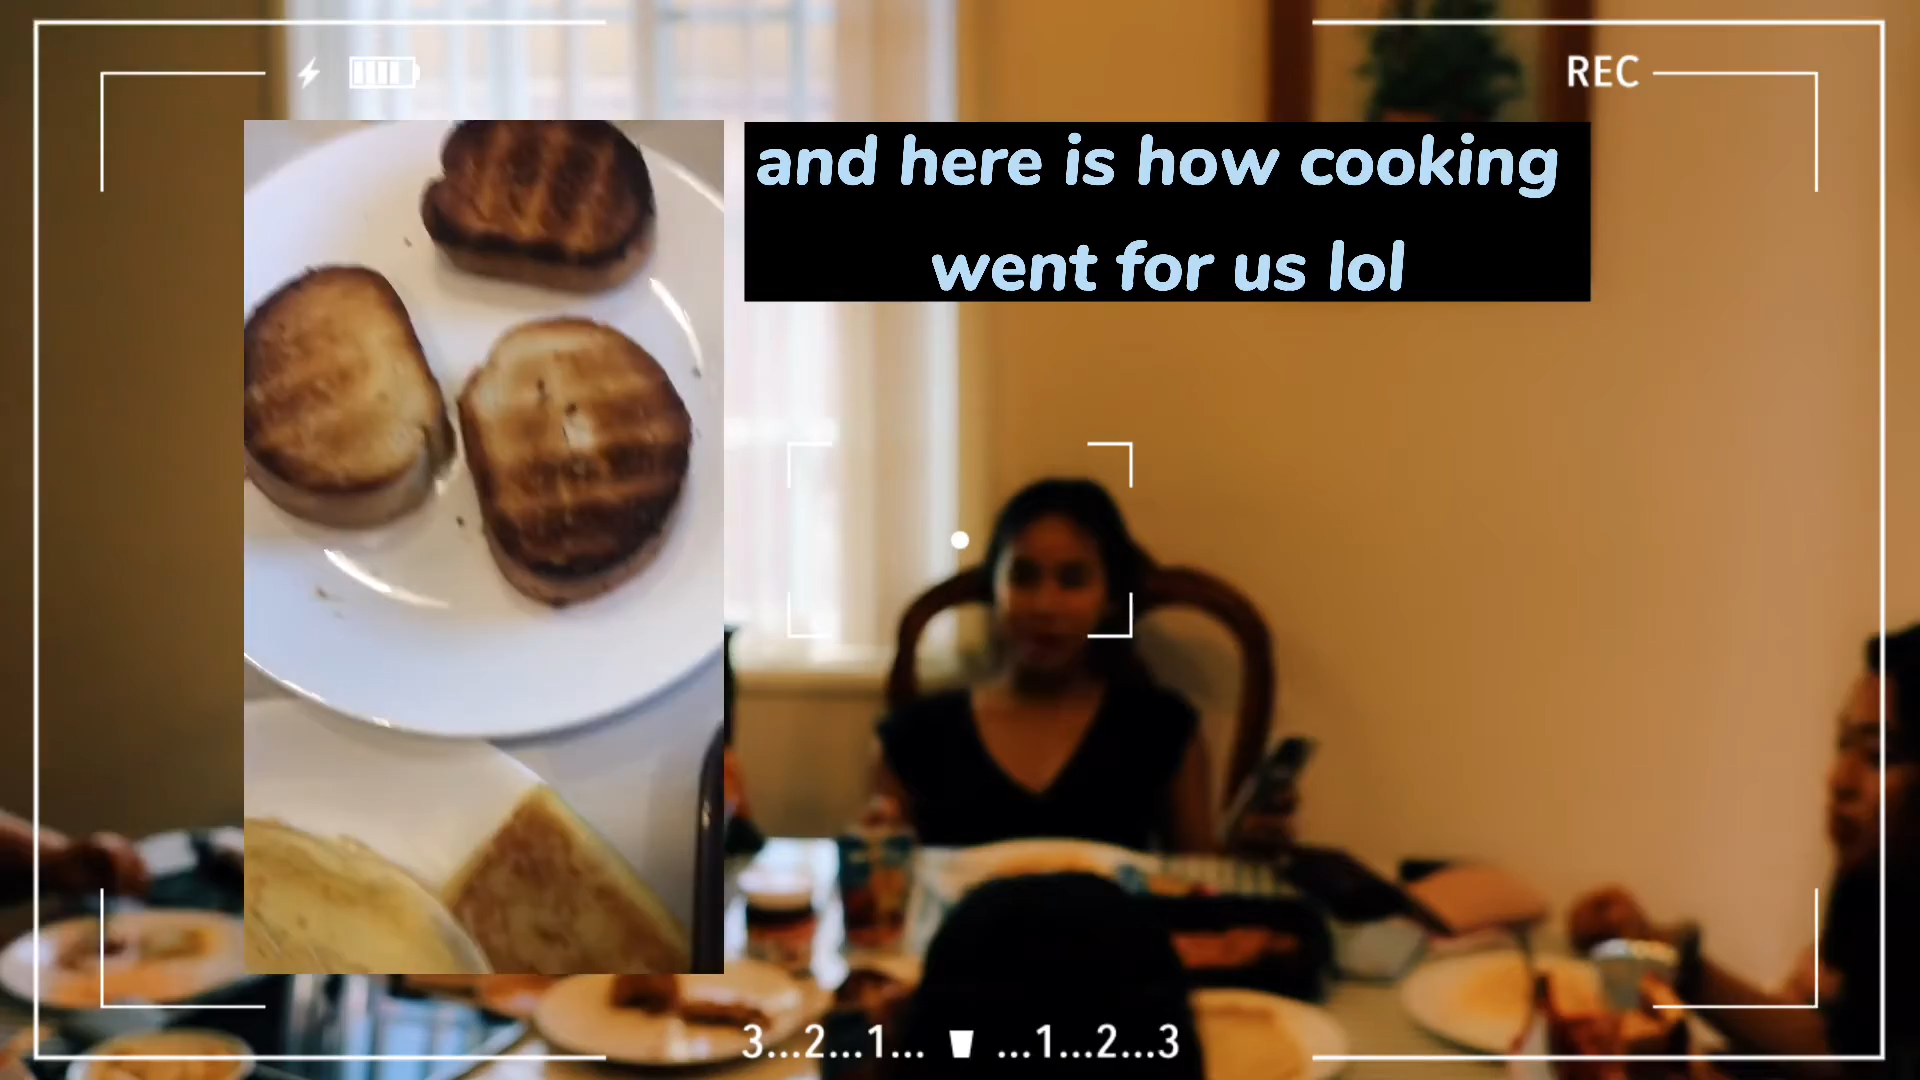 REC
and here is how cooking
went for us lol
3...2...1... ...1...2...3